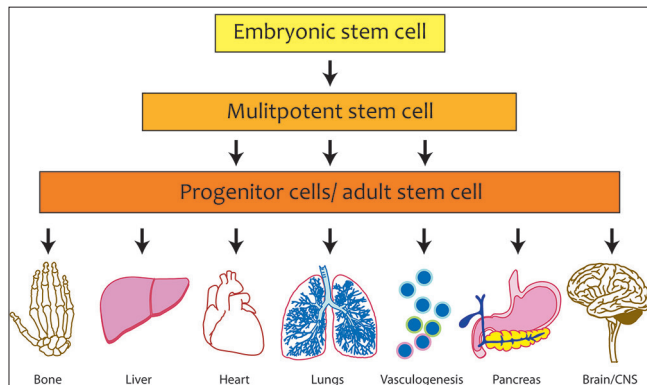 Embryonic stem cell
Mulitpotent stem cell
Progenitor cells/ adult stem cell
Bone Liver Heart Lungs Vasculogenesis Pancreas Brain/CNS